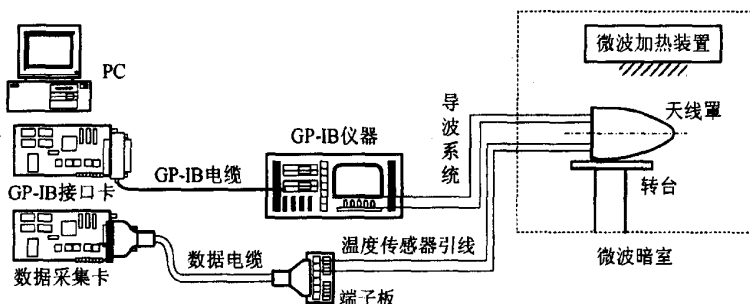 微波加热装置
PC
天线罩
导波系统
GP-IB仪器
GP-IB电缆
GP-IB接口卡
转台
温度传感器引线
微波暗室
数据电缆
数据采集卡
端子板